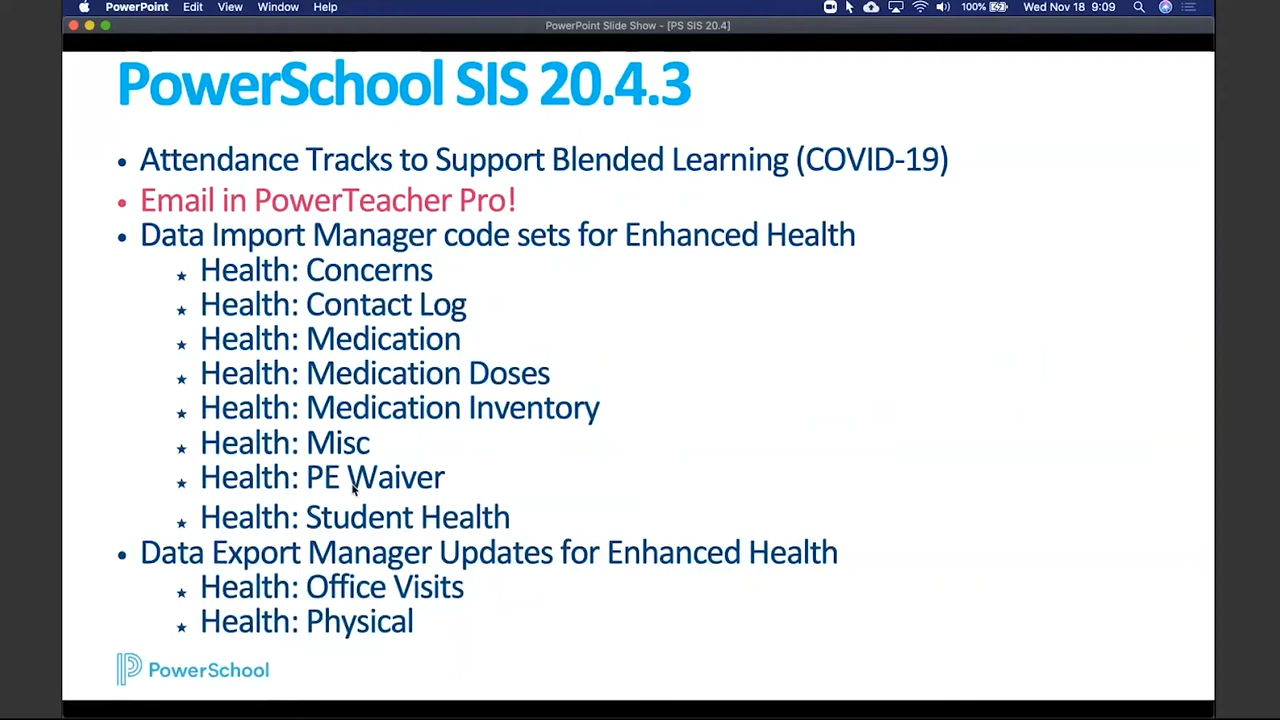 PowerPoint Edit View Window Help 100% Wed Nov 18 9:09
PowerPoint Slide Show - [PS SIS 20.4]
PowerSchool SIS 20.4.3
• Attendance Tracks to Support Blended Learning (COVID-19)
• Email in PowerTeacher Pro!
• Data Import Manager code sets for Enhanced Health
★ Health: Concerns
★ Health: Contact Log
★ Health: Medication
★ Health: Medication Doses
★ Health: Medication Inventory
★ Health: Misc
★ Health: PE Waiver
★ Health: Student Health
• Data Export Manager Updates for Enhanced Health
★ Health: Office Visits
★ Health: Physical
PowerSchool